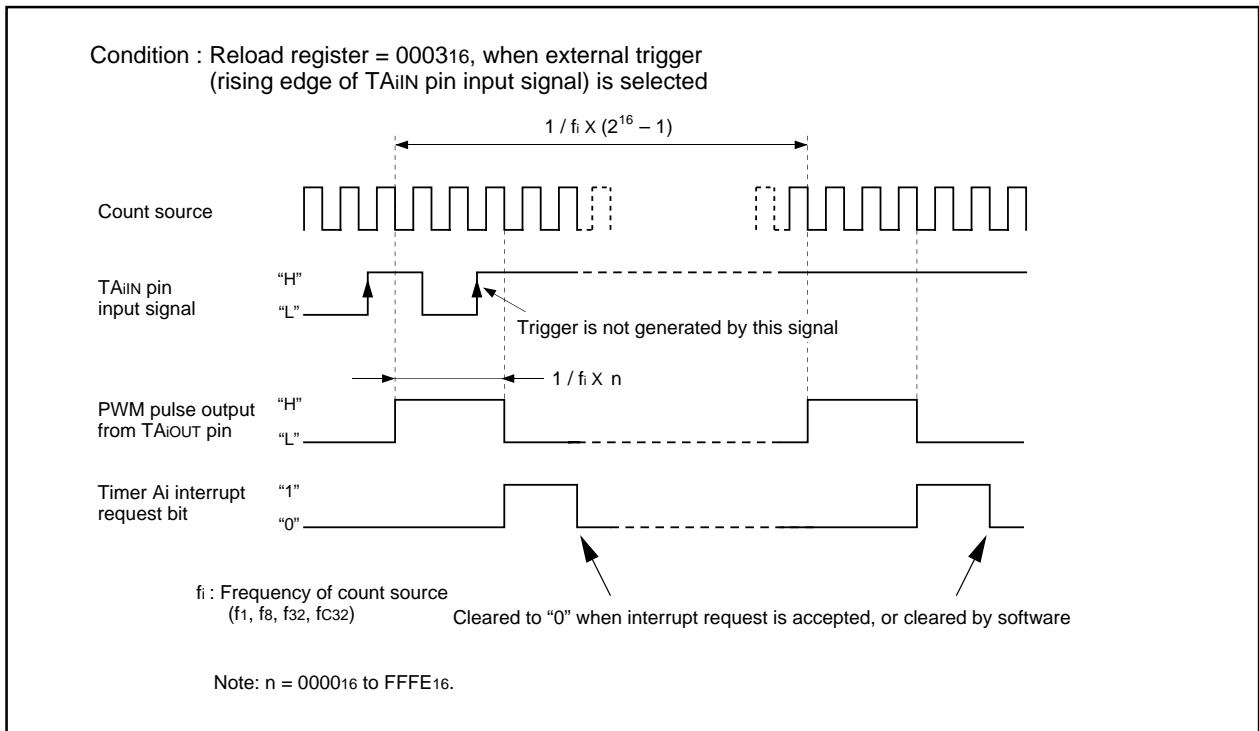 Condition : Reload register = 000316, when external trigger
(rising edge of TAiIN pin input signal) is selected
1 / fi X (2^16 – 1)
Count source
TAiIN pin
input signal
“H”
“L”
Trigger is not generated by this signal
1 / fi X n
PWM pulse output
from TAiOUT pin
“H”
“L”
Timer Ai interrupt
request bit
“1”
“0”
fi : Frequency of count source
(f1, f8, f32, fC32)
Cleared to “0” when interrupt request is accepted, or cleared by software
Note: n = 000016 to FFFE16.